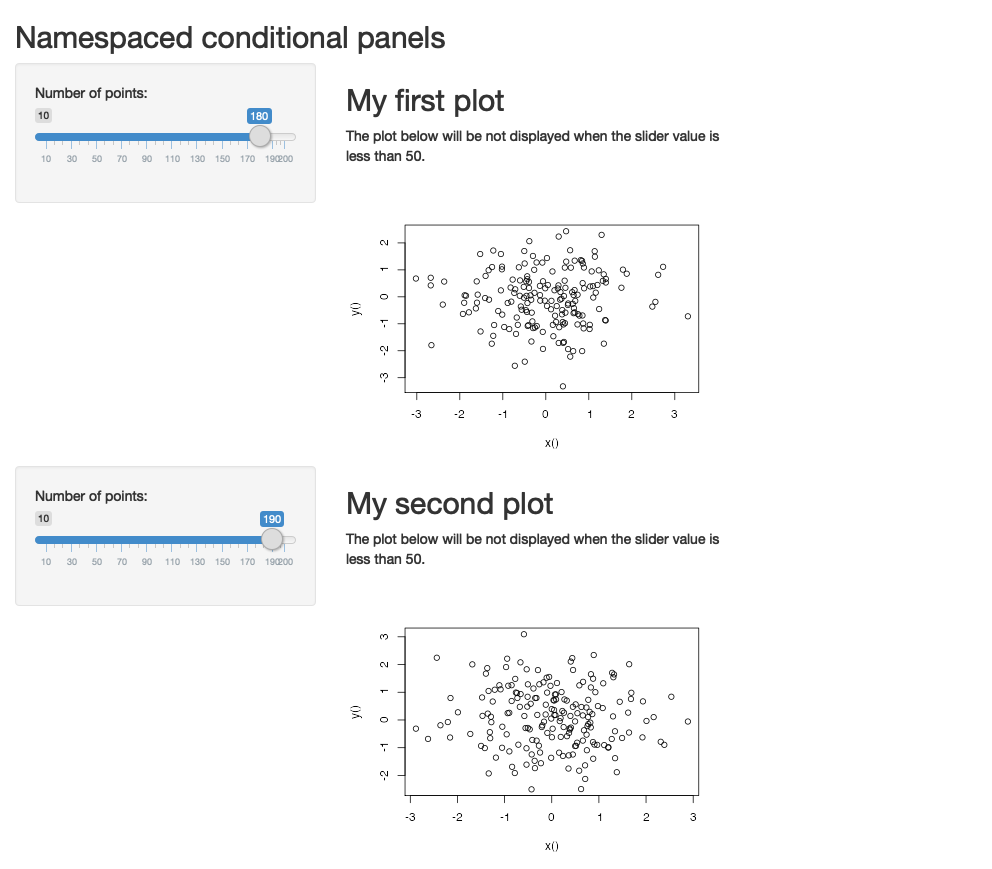 Namespaced conditional panels
Number of points:
10 180
10 30 50 70 90 110 130 150 170 190 200
My first plot
The plot below will be not displayed when the slider value is
less than 50.
2
1
0
-1
-2
-3
y()
-3 -2 -1 0 1 2 3
x()
Number of points:
10 190
10 30 50 70 90 110 130 150 170 190 200
My second plot
The plot below will be not displayed when the slider value is
less than 50.
3
2
1
0
-1
-2
y()
-3 -2 -1 0 1 2 3
x()